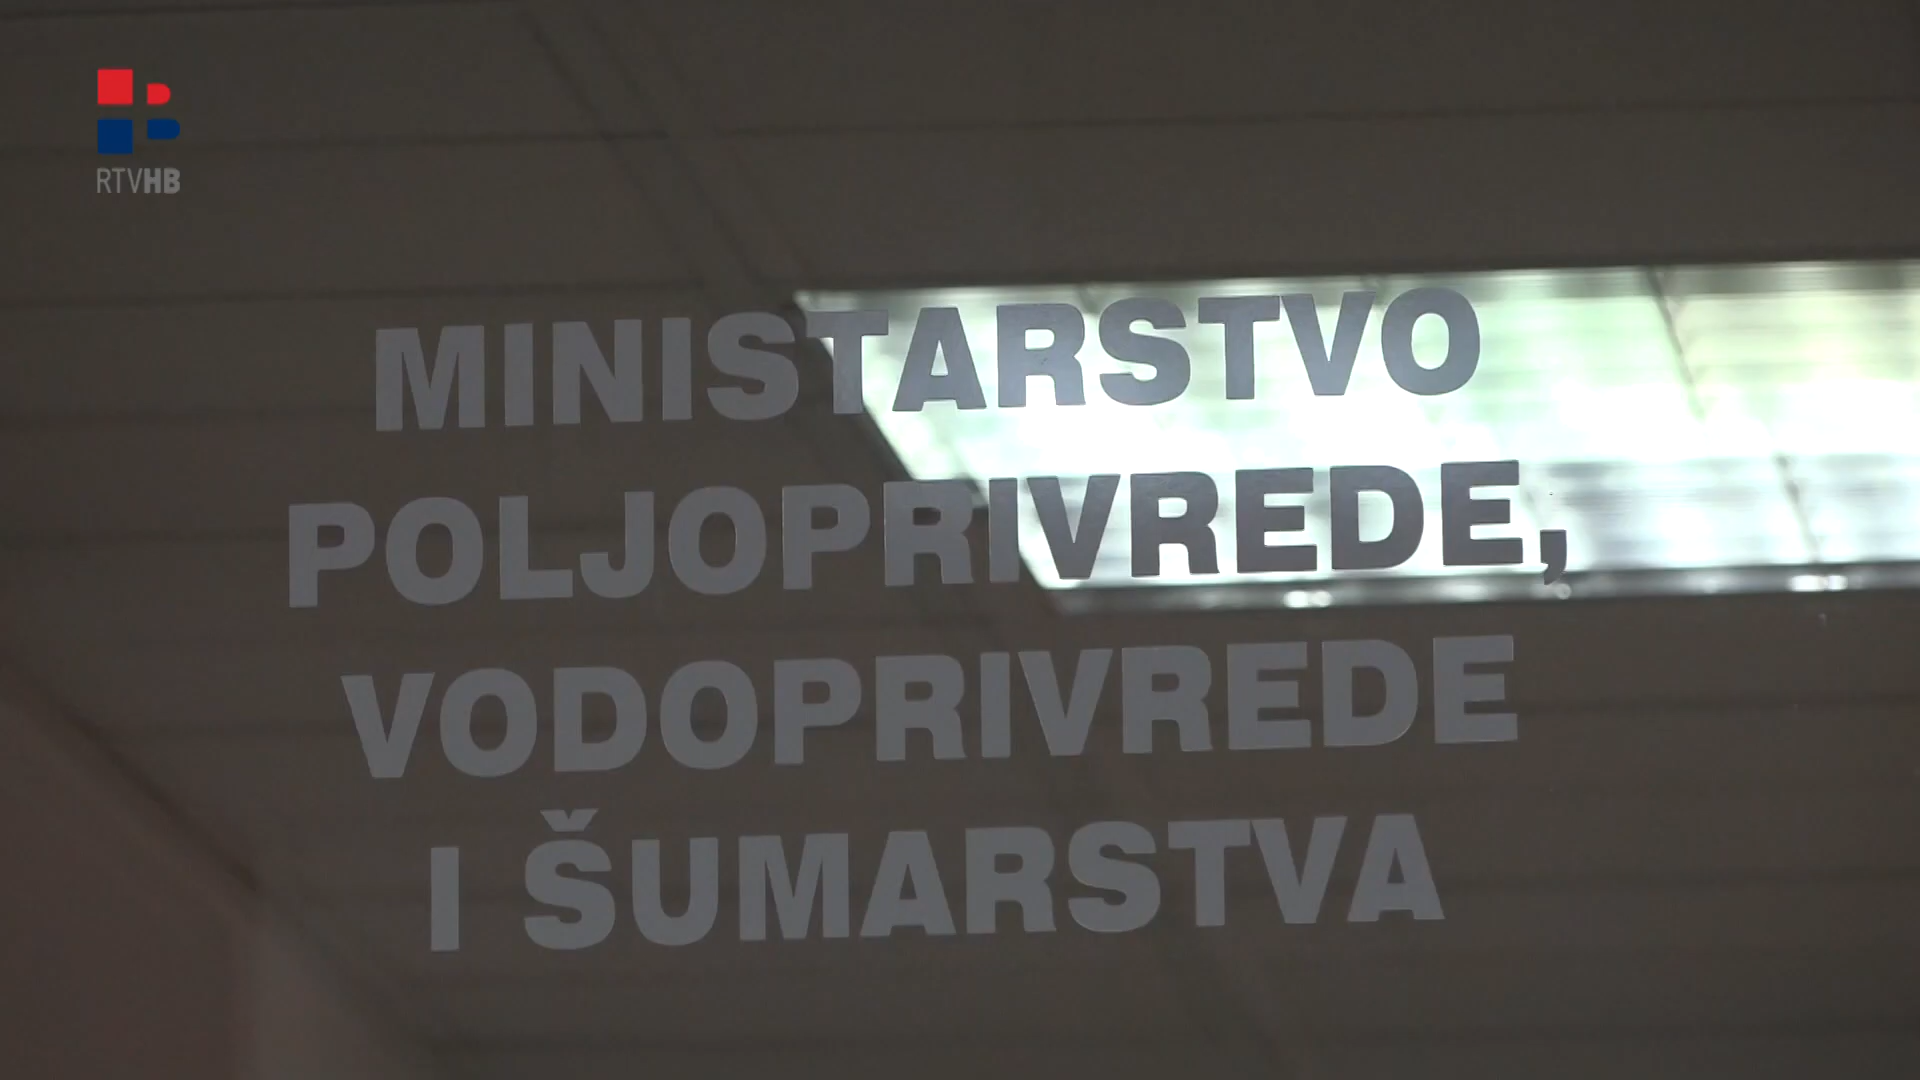 RTVHB
MINISTARSTVO
POLJOPRIVREDE,
VODOPRIVREDE
I ŠUMARSTVA